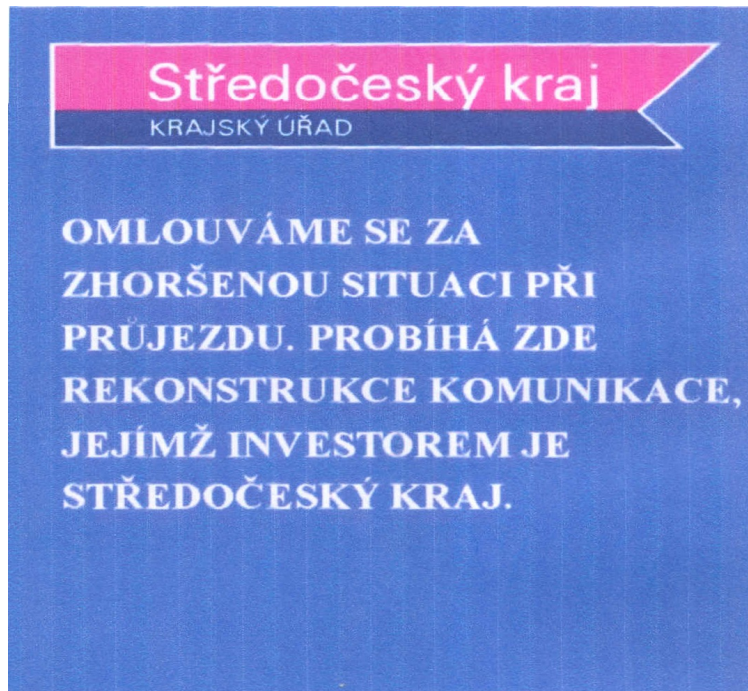 Středočeský kraj
KRAJSKÝ ÚŘAD
OMLOUVÁME SE ZA
ZHORŠENOU SITUACI PŘI
PRŮJEZDU. PROBÍHÁ ZDE
REKONSTRUKCE KOMUNIKACE,
JEJÍMŽ INVESTOREM JE
STŘEDOČESKÝ KRAJ.